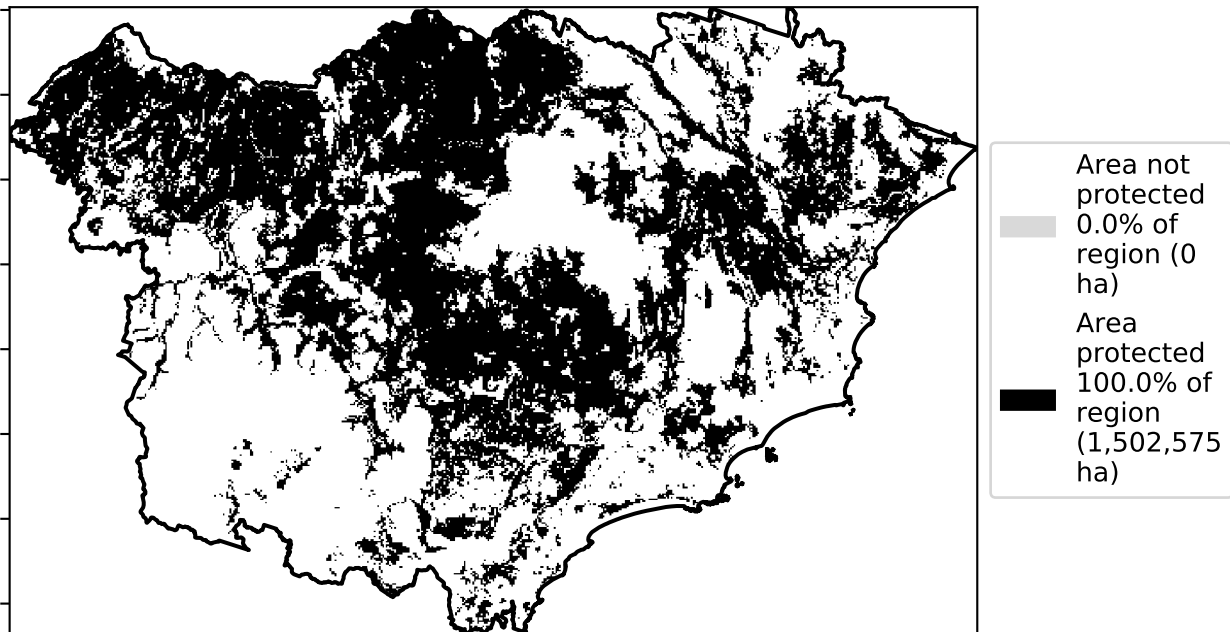 Area not
protected
0.0% of
region (0
ha)
Area
protected
100.0% of
region
(1,502,575
ha)